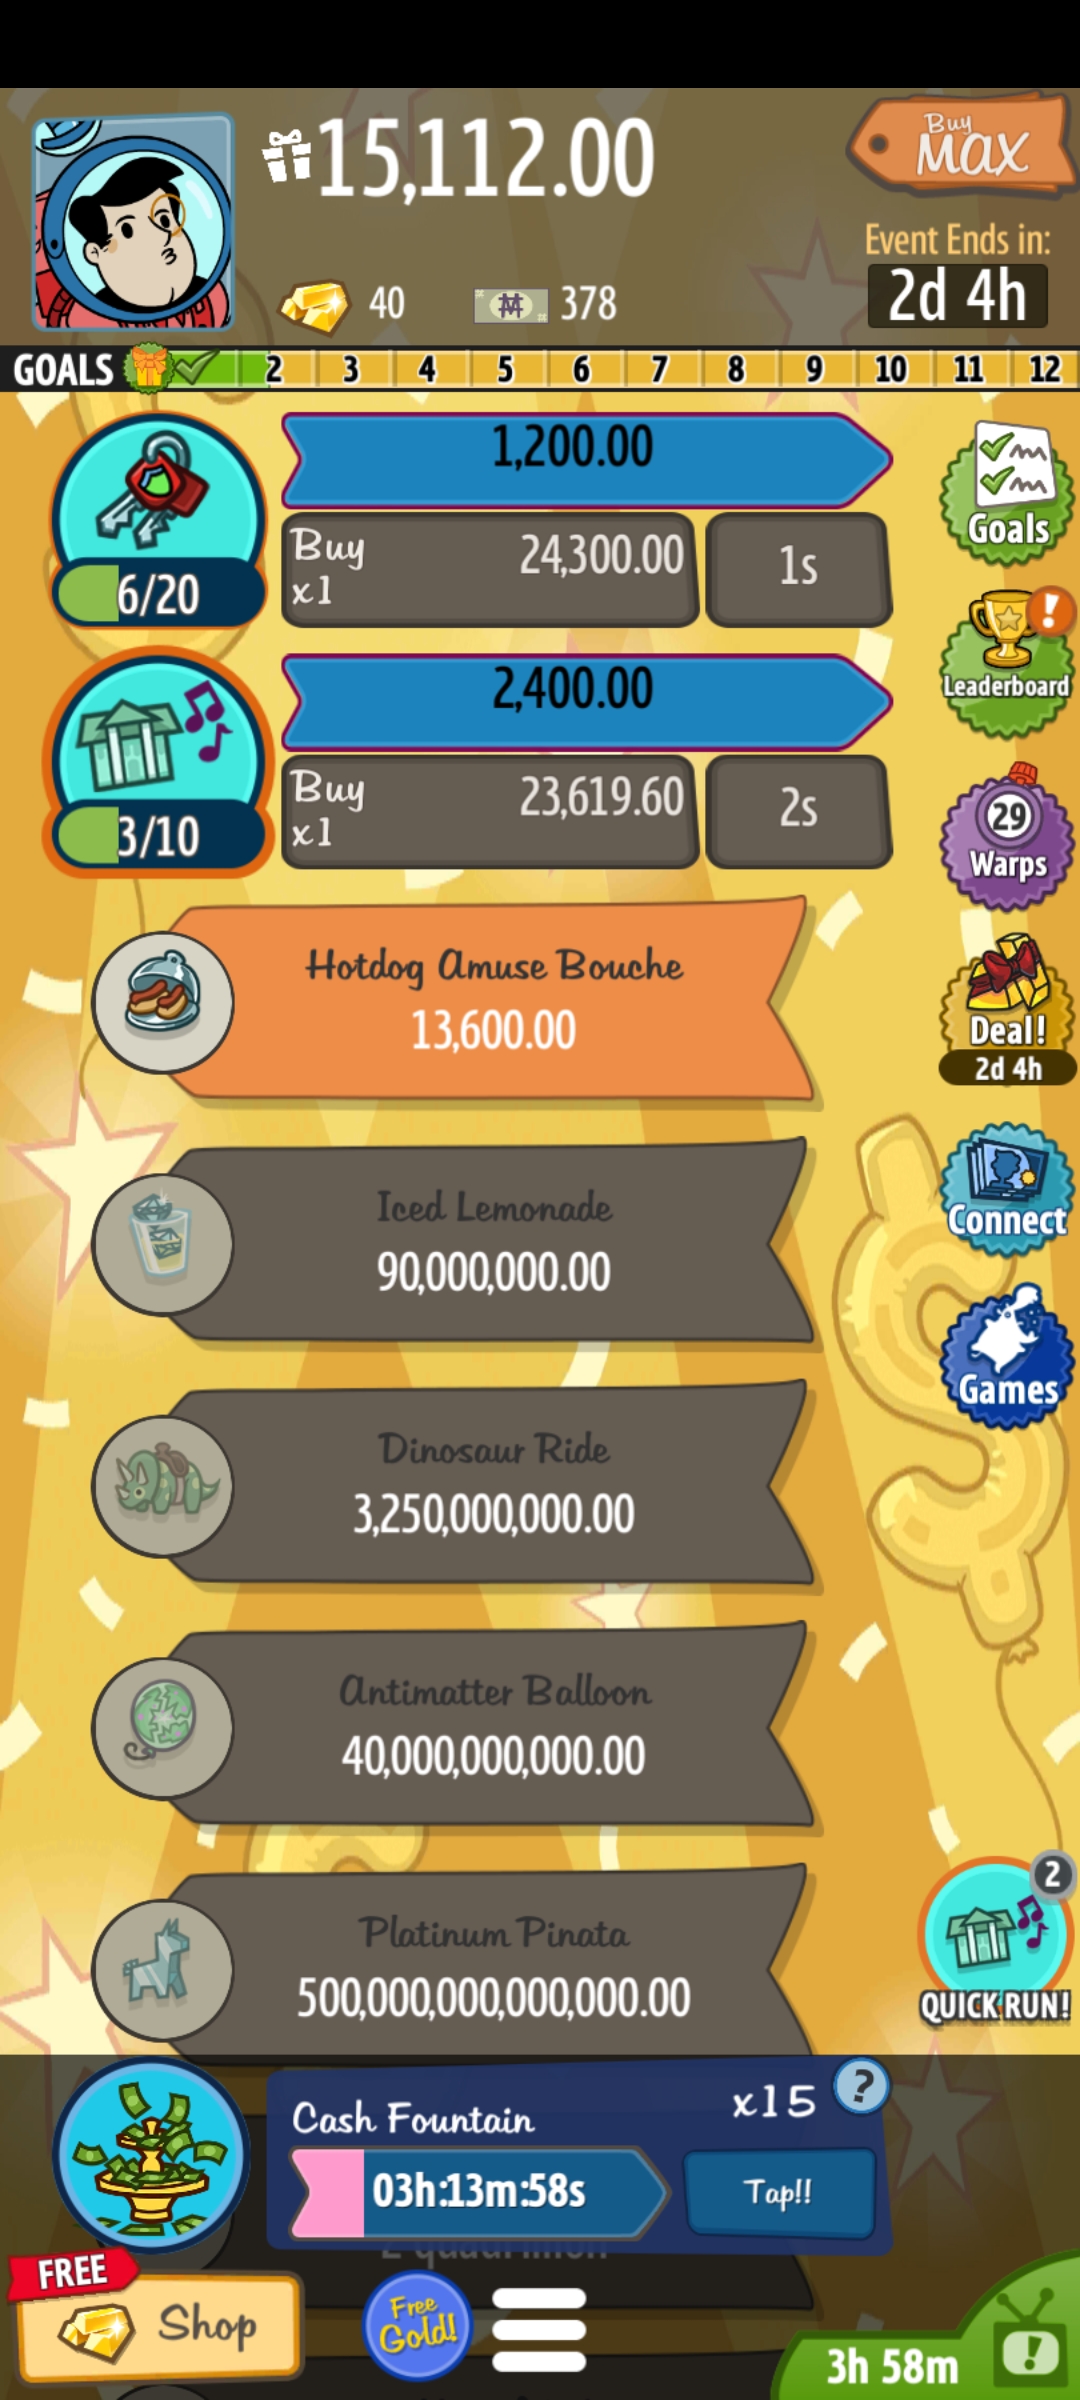 15,112.00
Buy
MAX
40
378
Event Ends in:
2d 4h
GOALS 2 3 4 5 6 7 8 9 10 11 12
1,200.00
Buy
x1
24,300.00
1s
6/20
Goals
2,400.00
Buy
x1
23,619.60
2s
3/10
Leaderboard
29
Warps
Hotdog Amuse Bouche
13,600.00
Deal!
2d 4h
Iced Lemonade
90,000,000.00
Connect
Games
Dinosaur Ride
3,250,000,000.00
Antimatter Balloon
40,000,000,000.00
Platinum Pinata
500,000,000,000,000.00
2
QUICK RUN!
Cash Fountain
x15
?
03h:13m:58s
Tap!!
2 quadrillion
FREE
Shop
Free
Gold!
3h 58m
!